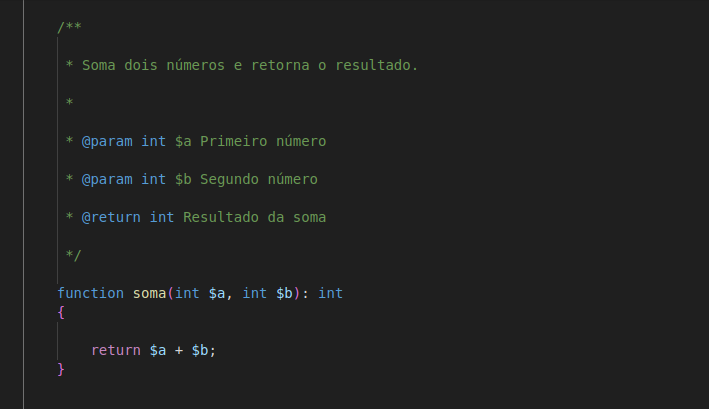 /**
* Soma dois números e retorna o resultado.
*
* @param int $a Primeiro número
* @param int $b Segundo número
* @return int Resultado da soma
*/
function soma(int $a, int $b): int
{
return $a + $b;
}